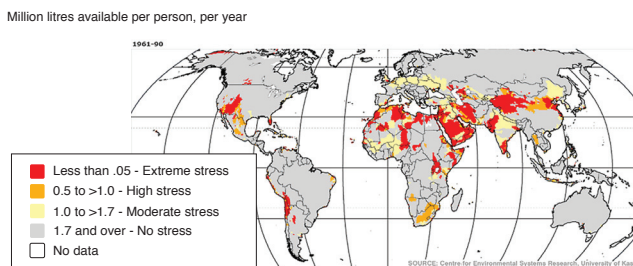 Million litres available per person, per year
1961-90
Less than .05 - Extreme stress
0.5 to >1.0 - High stress
1.0 to >1.7 - Moderate stress
1.7 and over - No stress
No data
SOURCE: Centre for Environmental Systems Research, University of Kas